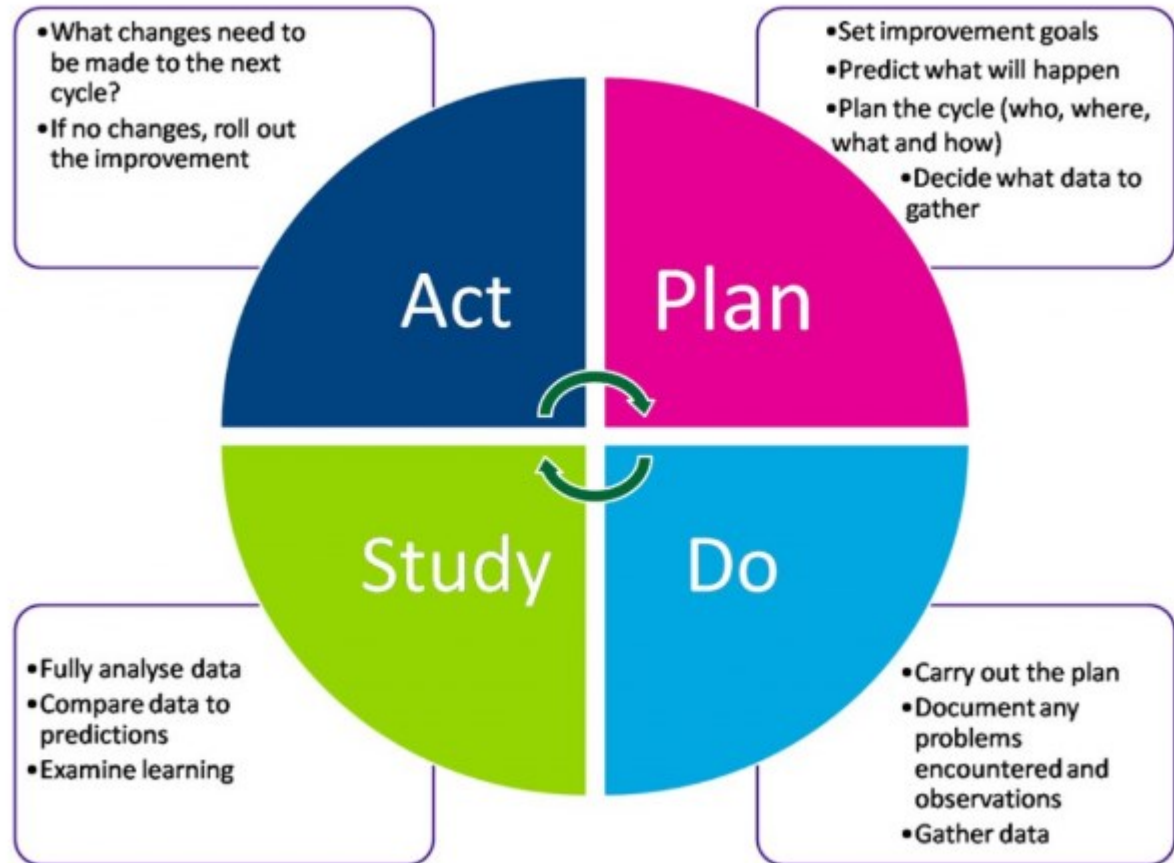 •What changes need to
be made to the next
cycle?
•If no changes, roll out
the improvement
•Set improvement goals
•Predict what will happen
•Plan the cycle (who, where,
what and how)
•Decide what data to
gather
Act
Plan
Study
Do
•Fully analyse data
•Compare data to
predictions
•Examine learning
•Carry out the plan
•Document any
problems
encountered and
observations
•Gather data